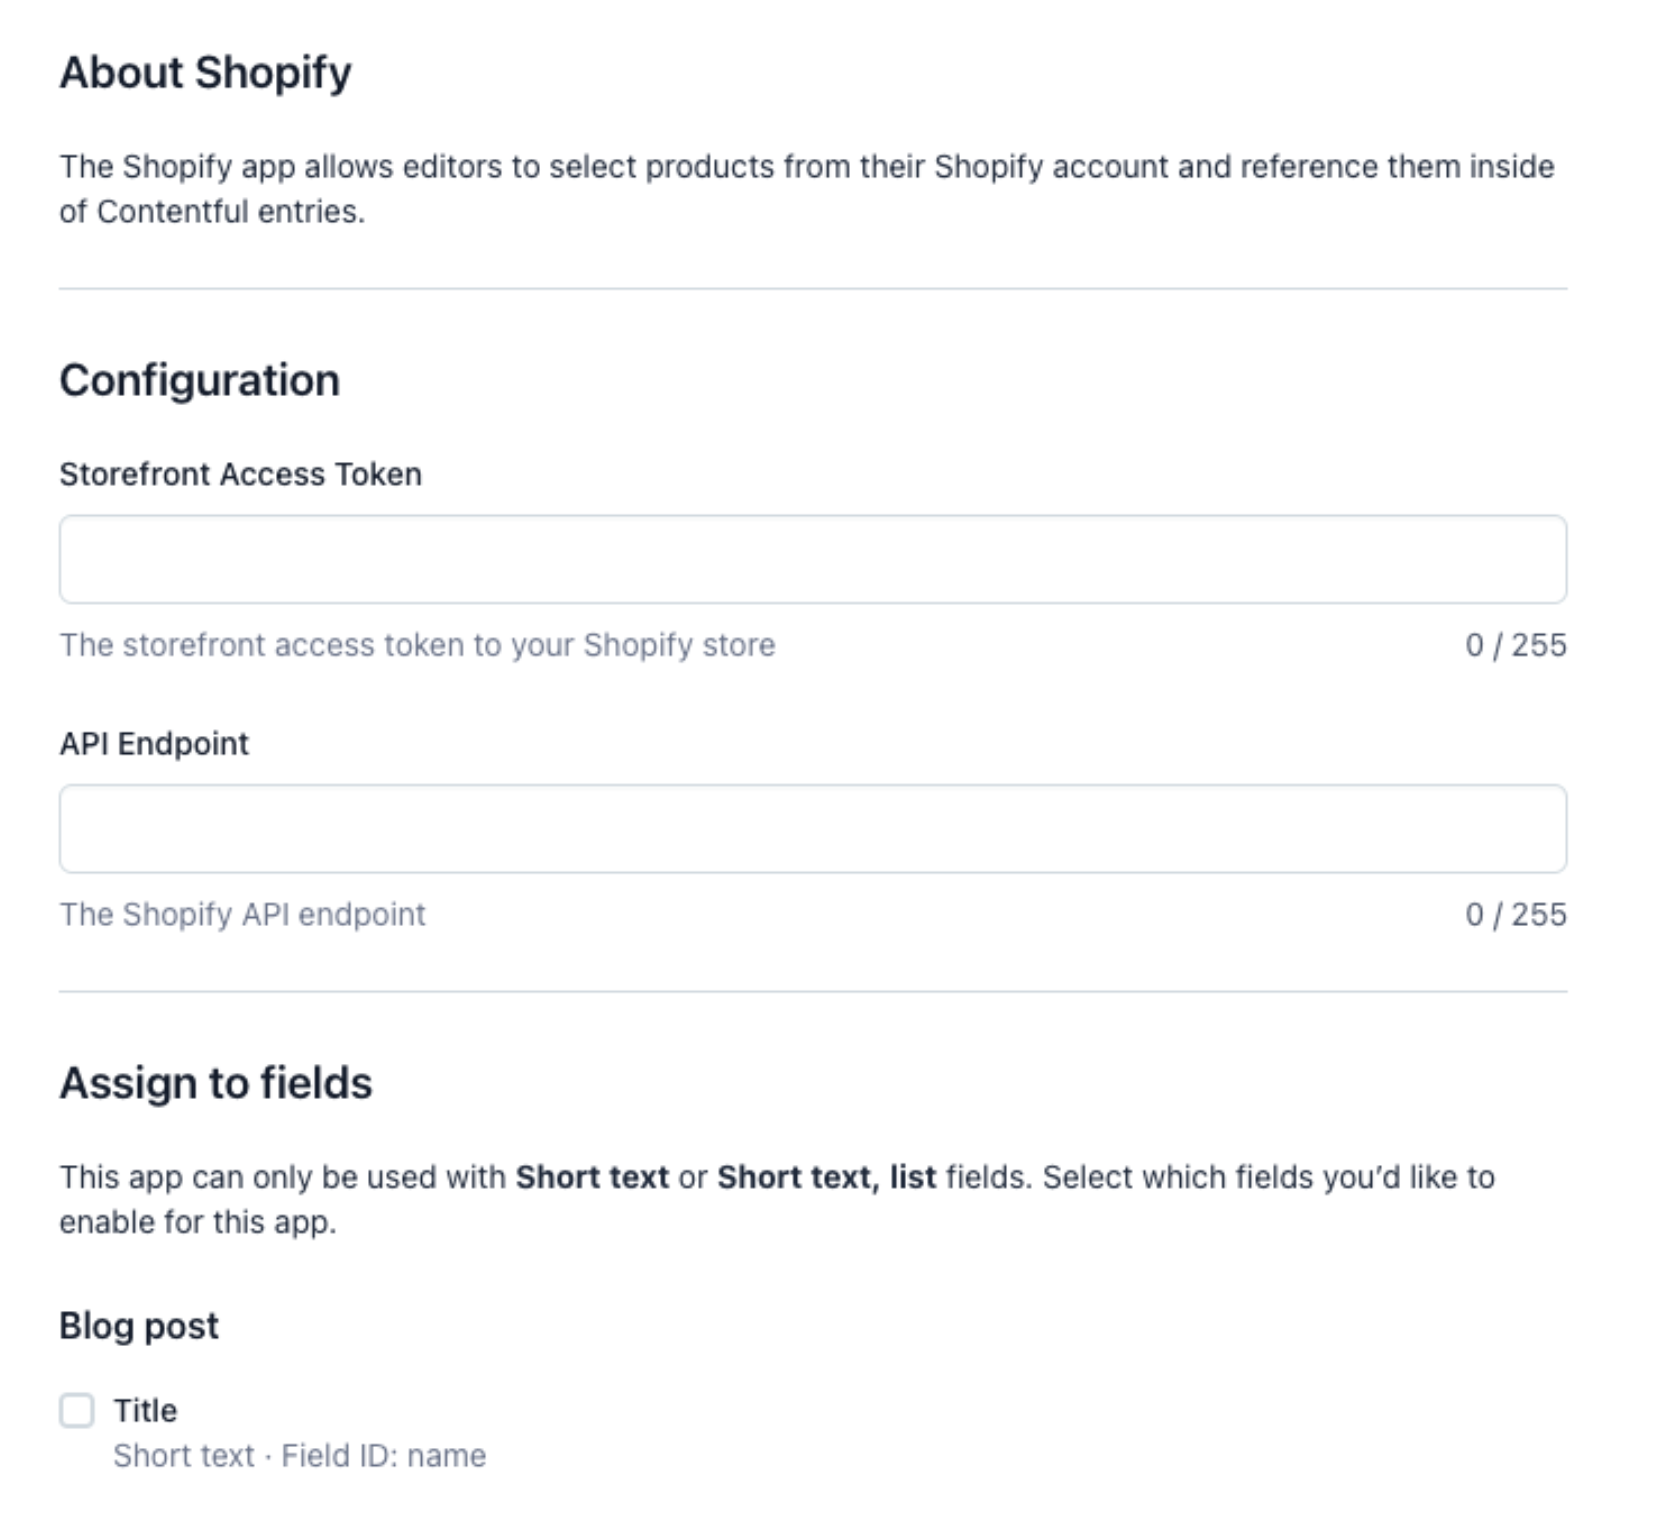 About Shopify
The Shopify app allows editors to select products from their Shopify account and reference them inside
of Contentful entries.
Configuration
Storefront Access Token
The storefront access token to your Shopify store 0 / 255
API Endpoint
The Shopify API endpoint 0 / 255
Assign to fields
This app can only be used with Short text or Short text, list fields. Select which fields you’d like to
enable for this app.
Blog post
Title
Short text · Field ID: name